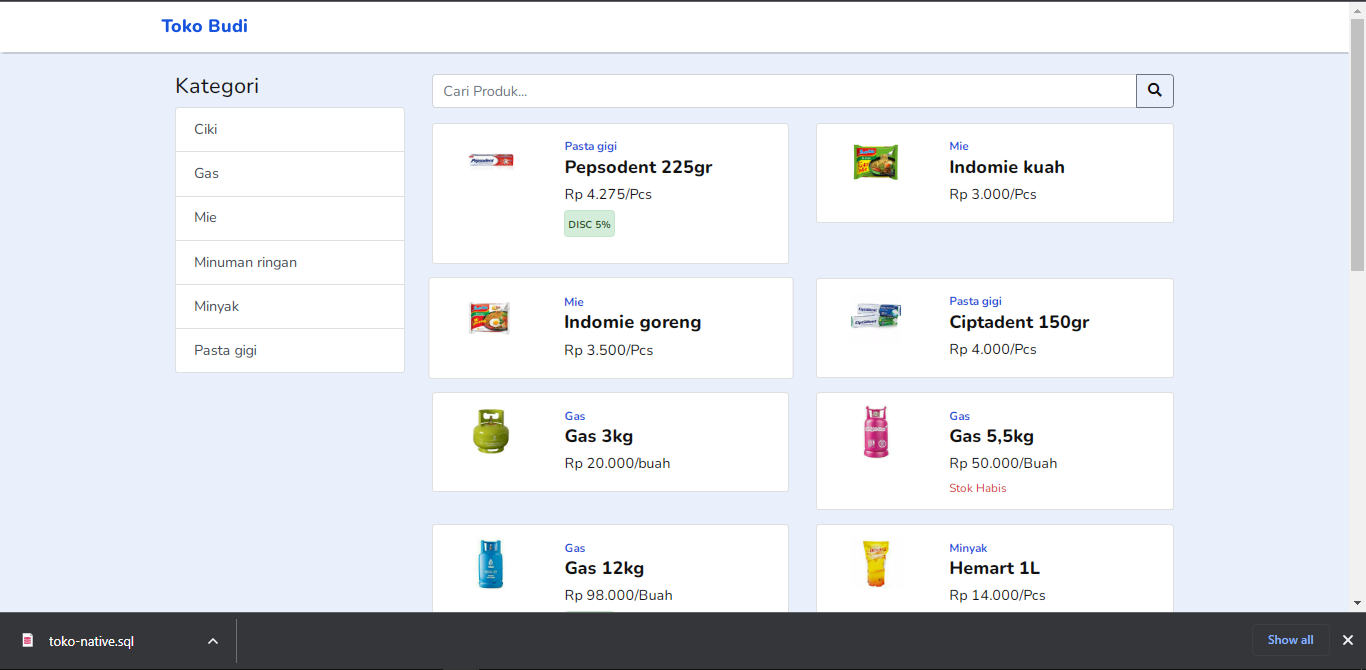 Toko Budi
Kategori
Ciki
Gas
Mie
Minuman ringan
Minyak
Pasta gigi
Cari Produk...
Pasta gigi
Pepsodent 225gr
Rp 4.275/Pcs
DISC 5%
Mie
Indomie kuah
Rp 3.000/Pcs
Mie
Indomie goreng
Rp 3.500/Pcs
Pasta gigi
Ciptadent 150gr
Rp 4.000/Pcs
Gas
Gas 3kg
Rp 20.000/buah
Gas
Gas 5,5kg
Rp 50.000/Buah
Stok Habis
Gas
Gas 12kg
Rp 98.000/Buah
Minyak
Hemart 1L
Rp 14.000/Pcs
toko-native.sql
Show all